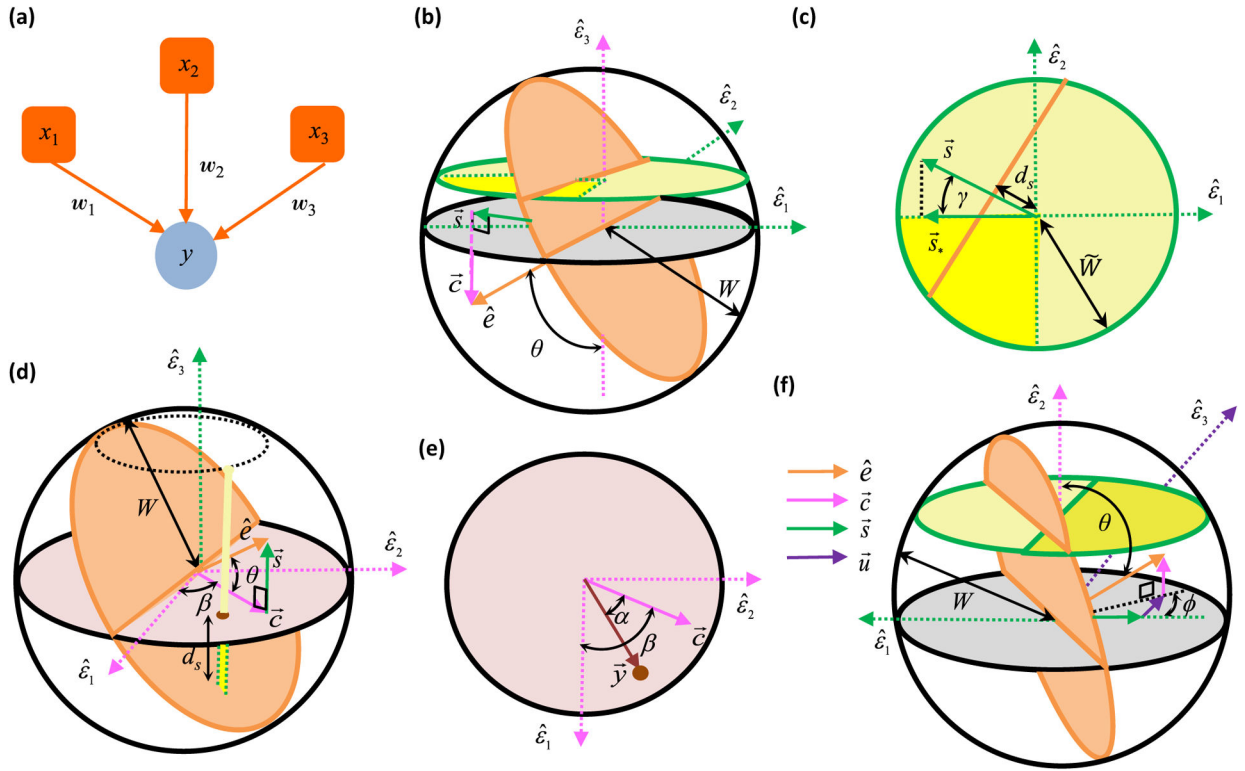 (a)
x₁
x₂
x₃
w₁
w₂
w₃
y
(b)
ε̂₃
ε̂₂
ε̂₁
s⃗
c⃗
ê
θ
W
(c)
ε̂₂
ε̂₁
s⃗
dₛ
γ
s⃗*
W̃
(d)
ε̂₃
W
ê
s⃗
ε̂₂
θ
β
c⃗
dₛ
ε̂₁
(e)
ε̂₂
α
β
c⃗
y⃗
ε̂₁
ê
c⃗
s⃗
u⃗
(f)
ε̂₂
ε̂₃
θ
W
ϕ
ε̂₁